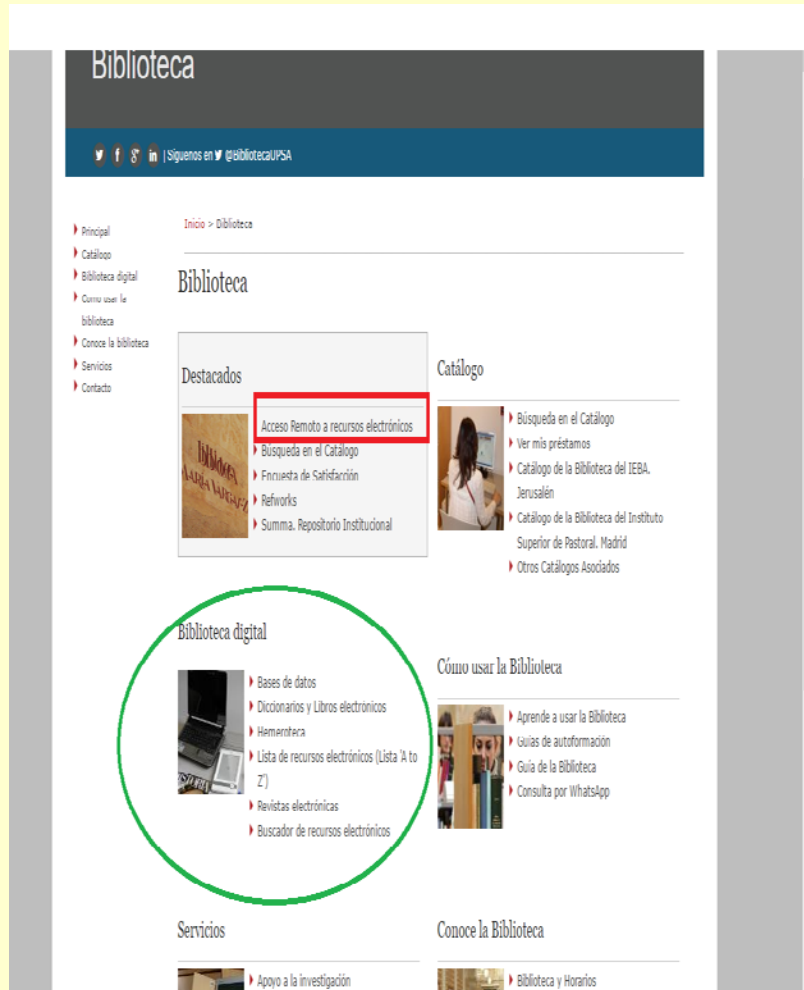 Biblioteca
| Síguenos en @BibliotecaUPSA
Principal
Catálogo
Biblioteca digital
Como usar la
biblioteca
Conoce la biblioteca
Servicios
Contacto
Inicio > Biblioteca
Biblioteca
Destacados
Acceso Remoto a recursos electrónicos
Búsqueda en el Catálogo
Encuesta de Satisfacción
Refworks
Summa. Repositorio Institucional
Catálogo
Búsqueda en el Catálogo
Ver mis préstamos
Catálogo de la Biblioteca del IEBA.
Jerusalén
Catálogo de la Biblioteca del Instituto
Superior de Pastoral. Madrid
Otros Catálogos Asociados
Biblioteca digital
Bases de datos
Diccionarios y Libros electrónicos
Hemeroteca
Lista de recursos electrónicos (Lista 'A to
Z')
Revistas electrónicas
Buscador de recursos electrónicos
Cómo usar la Biblioteca
Aprende a usar la Biblioteca
Guías de autoformación
Guía de la Biblioteca
Consulta por WhatsApp
Servicios
Apoyo a la investigación
Conoce la Biblioteca
Biblioteca y Horarios